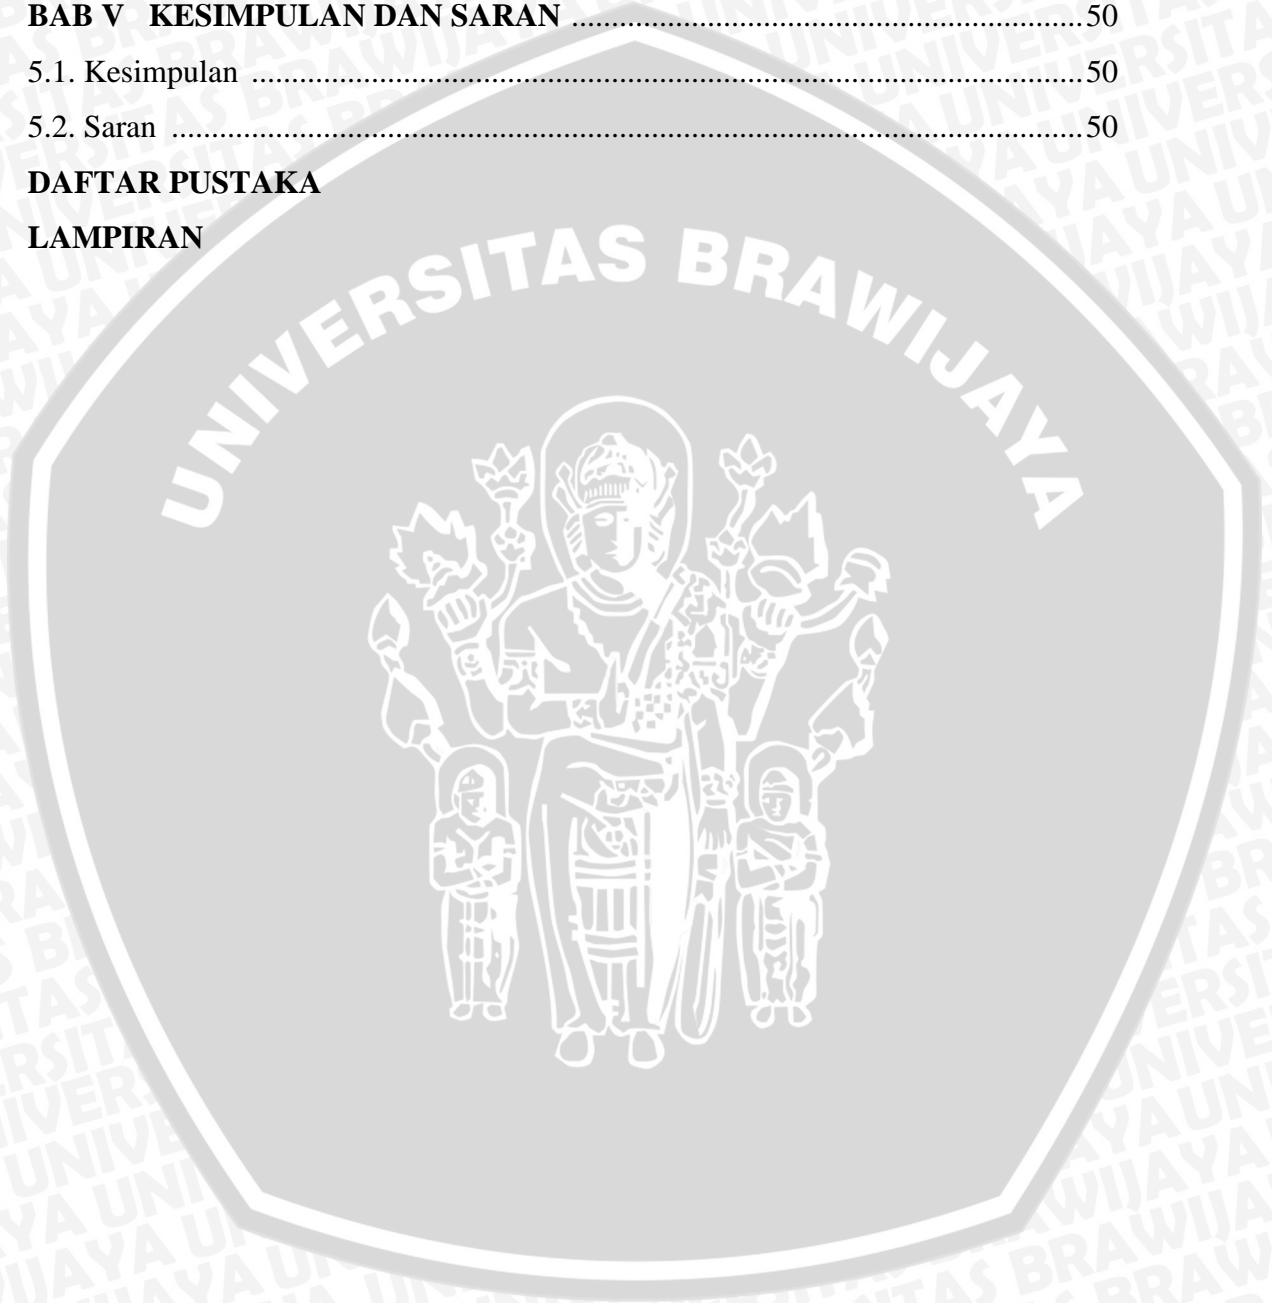 BAB V   KESIMPULAN DAN SARAN ................................................................50
5.1. Kesimpulan ........................................................................................................50
5.2. Saran ..................................................................................................................50
DAFTAR PUSTAKA
LAMPIRAN
UNIVERSITAS BRAWIJAYA